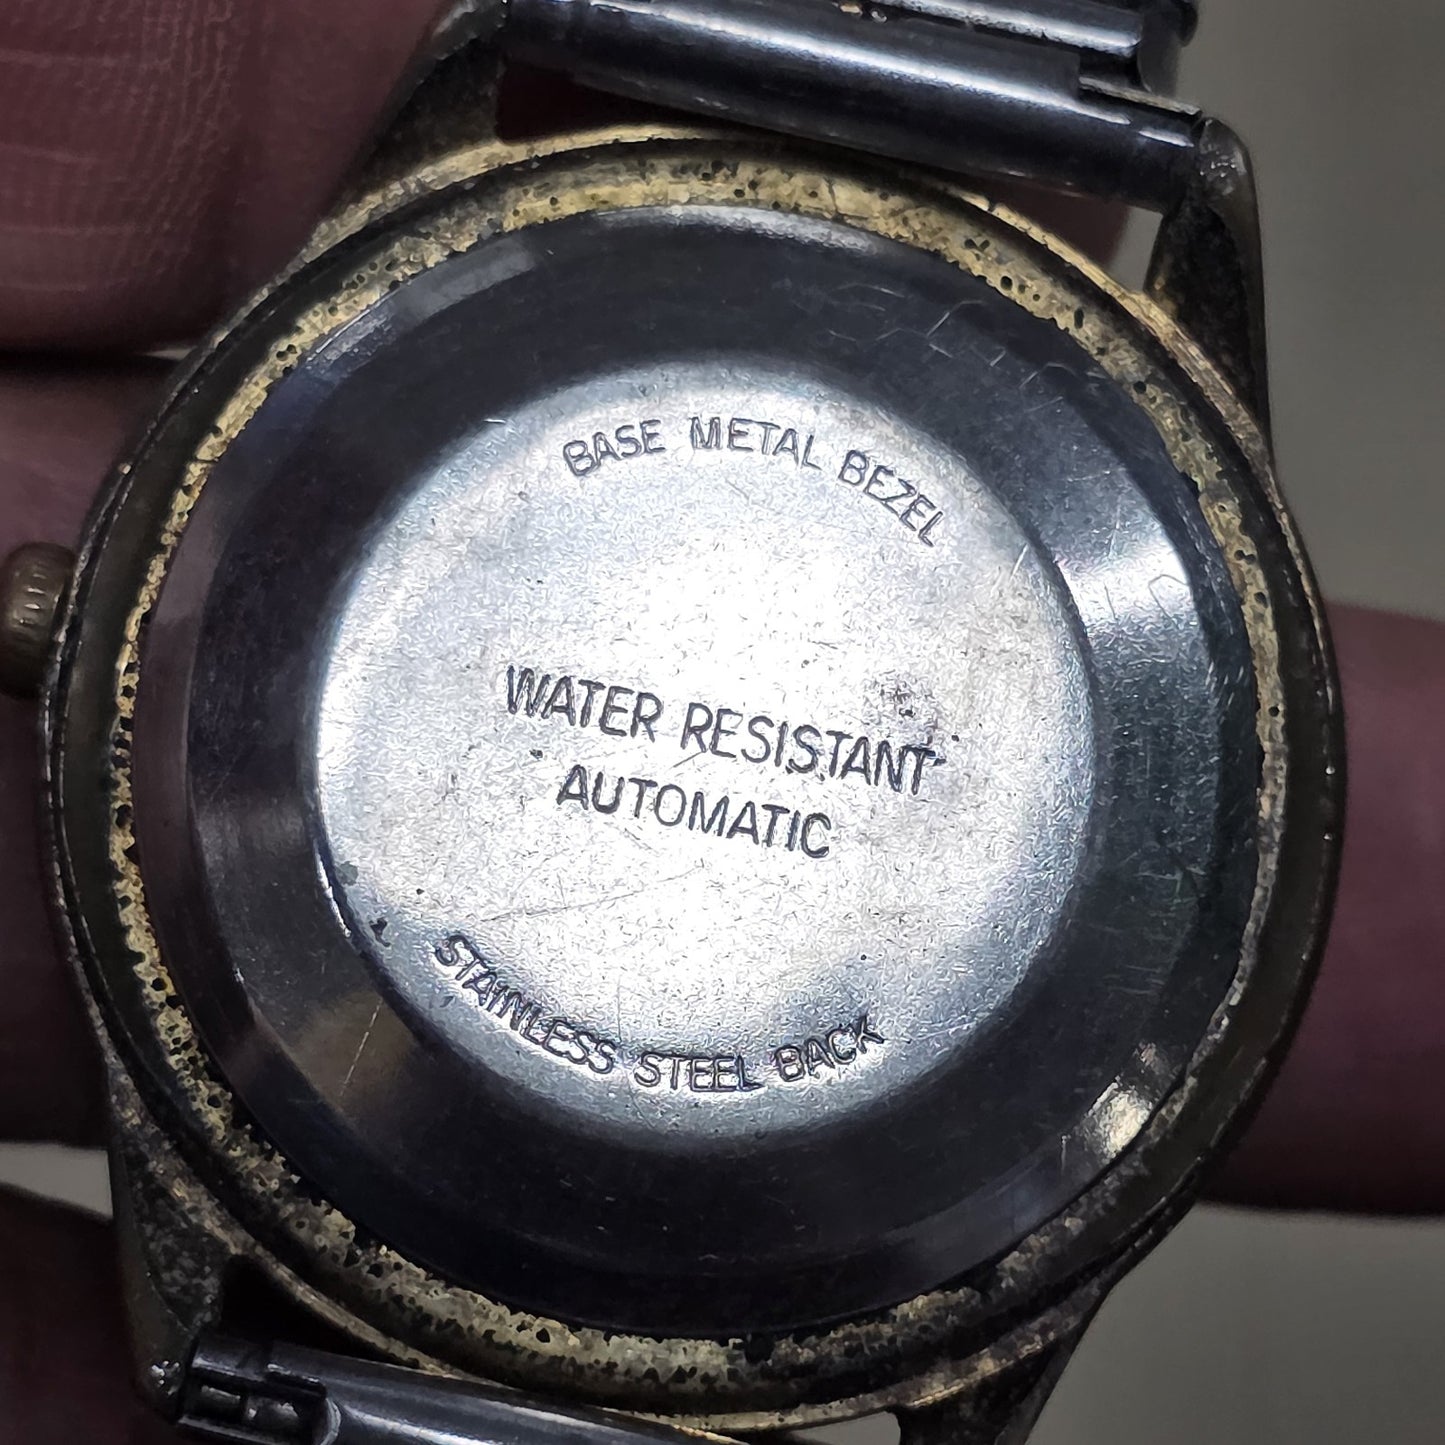 BASE METAL BEZEL
WATER RESISTANT
AUTOMATIC
STAINLESS STEEL BACK